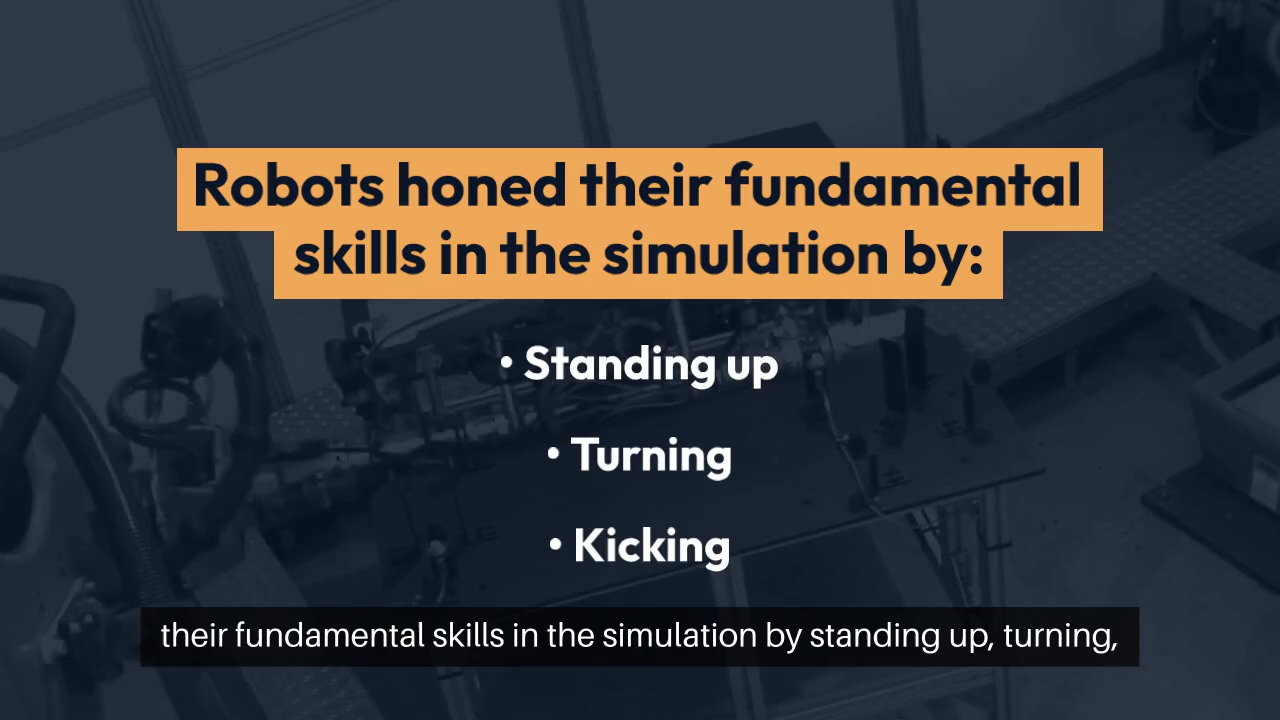 Robots honed their fundamental
skills in the simulation by:
• Standing up
• Turning
• Kicking
their fundamental skills in the simulation by standing up, turning,